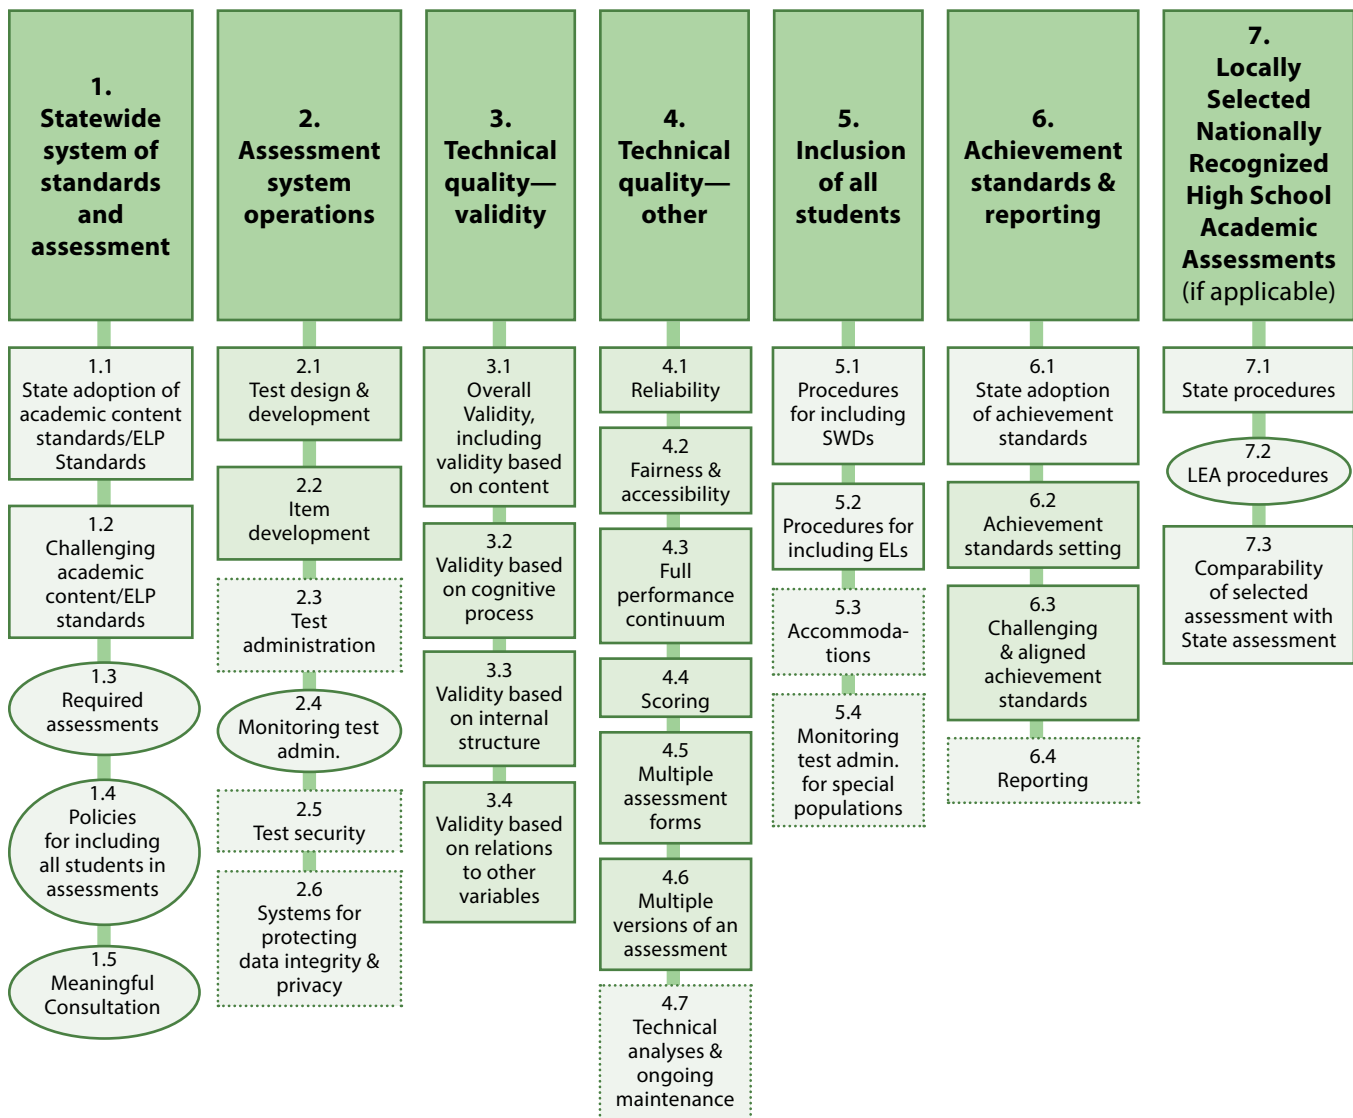 1.
Statewide
system of
standards
and
assessment
1.1
State adoption of
academic content
standards/ELP
Standards
1.2
Challenging
academic
content/ELP
standards
1.3
Required
assessments
1.4
Policies
for including
all students in
assessments
1.5
Meaningful
Consultation
2.
Assessment
system
operations
2.1
Test design &
development
2.2
Item
development
2.3
Test
administration
2.4
Monitoring test
admin.
2.5
Test security
2.6
Systems for
protecting
data integrity &
privacy
3.
Technical
quality—
validity
3.1
Overall
Validity,
including
validity based
on content
3.2
Validity based
on cognitive
process
3.3
Validity based
on internal
structure
3.4
Validity based
on relations
to other
variables
4.
Technical
quality—
other
4.1
Reliability
4.2
Fairness &
accessibility
4.3
Full
performance
continuum
4.4
Scoring
4.5
Multiple
assessment
forms
4.6
Multiple
versions of an
assessment
4.7
Technical
analyses &
ongoing
maintenance
5.
Inclusion
of all
students
5.1
Procedures
for including
SWDs
5.2
Procedures for
including ELs
5.3
Accommoda-
tions
5.4
Monitoring
test admin.
for special
populations
6.
Achievement
standards &
reporting
6.1
State adoption
of achievement
standards
6.2
Achievement
standards setting
6.3
Challenging
& aligned
achievement
standards
6.4
Reporting
7.
Locally
Selected
Nationally
Recognized
High School
Academic
Assessments
(if applicable)
7.1
State procedures
7.2
LEA procedures
7.3
Comparability
of selected
assessment with
State assessment